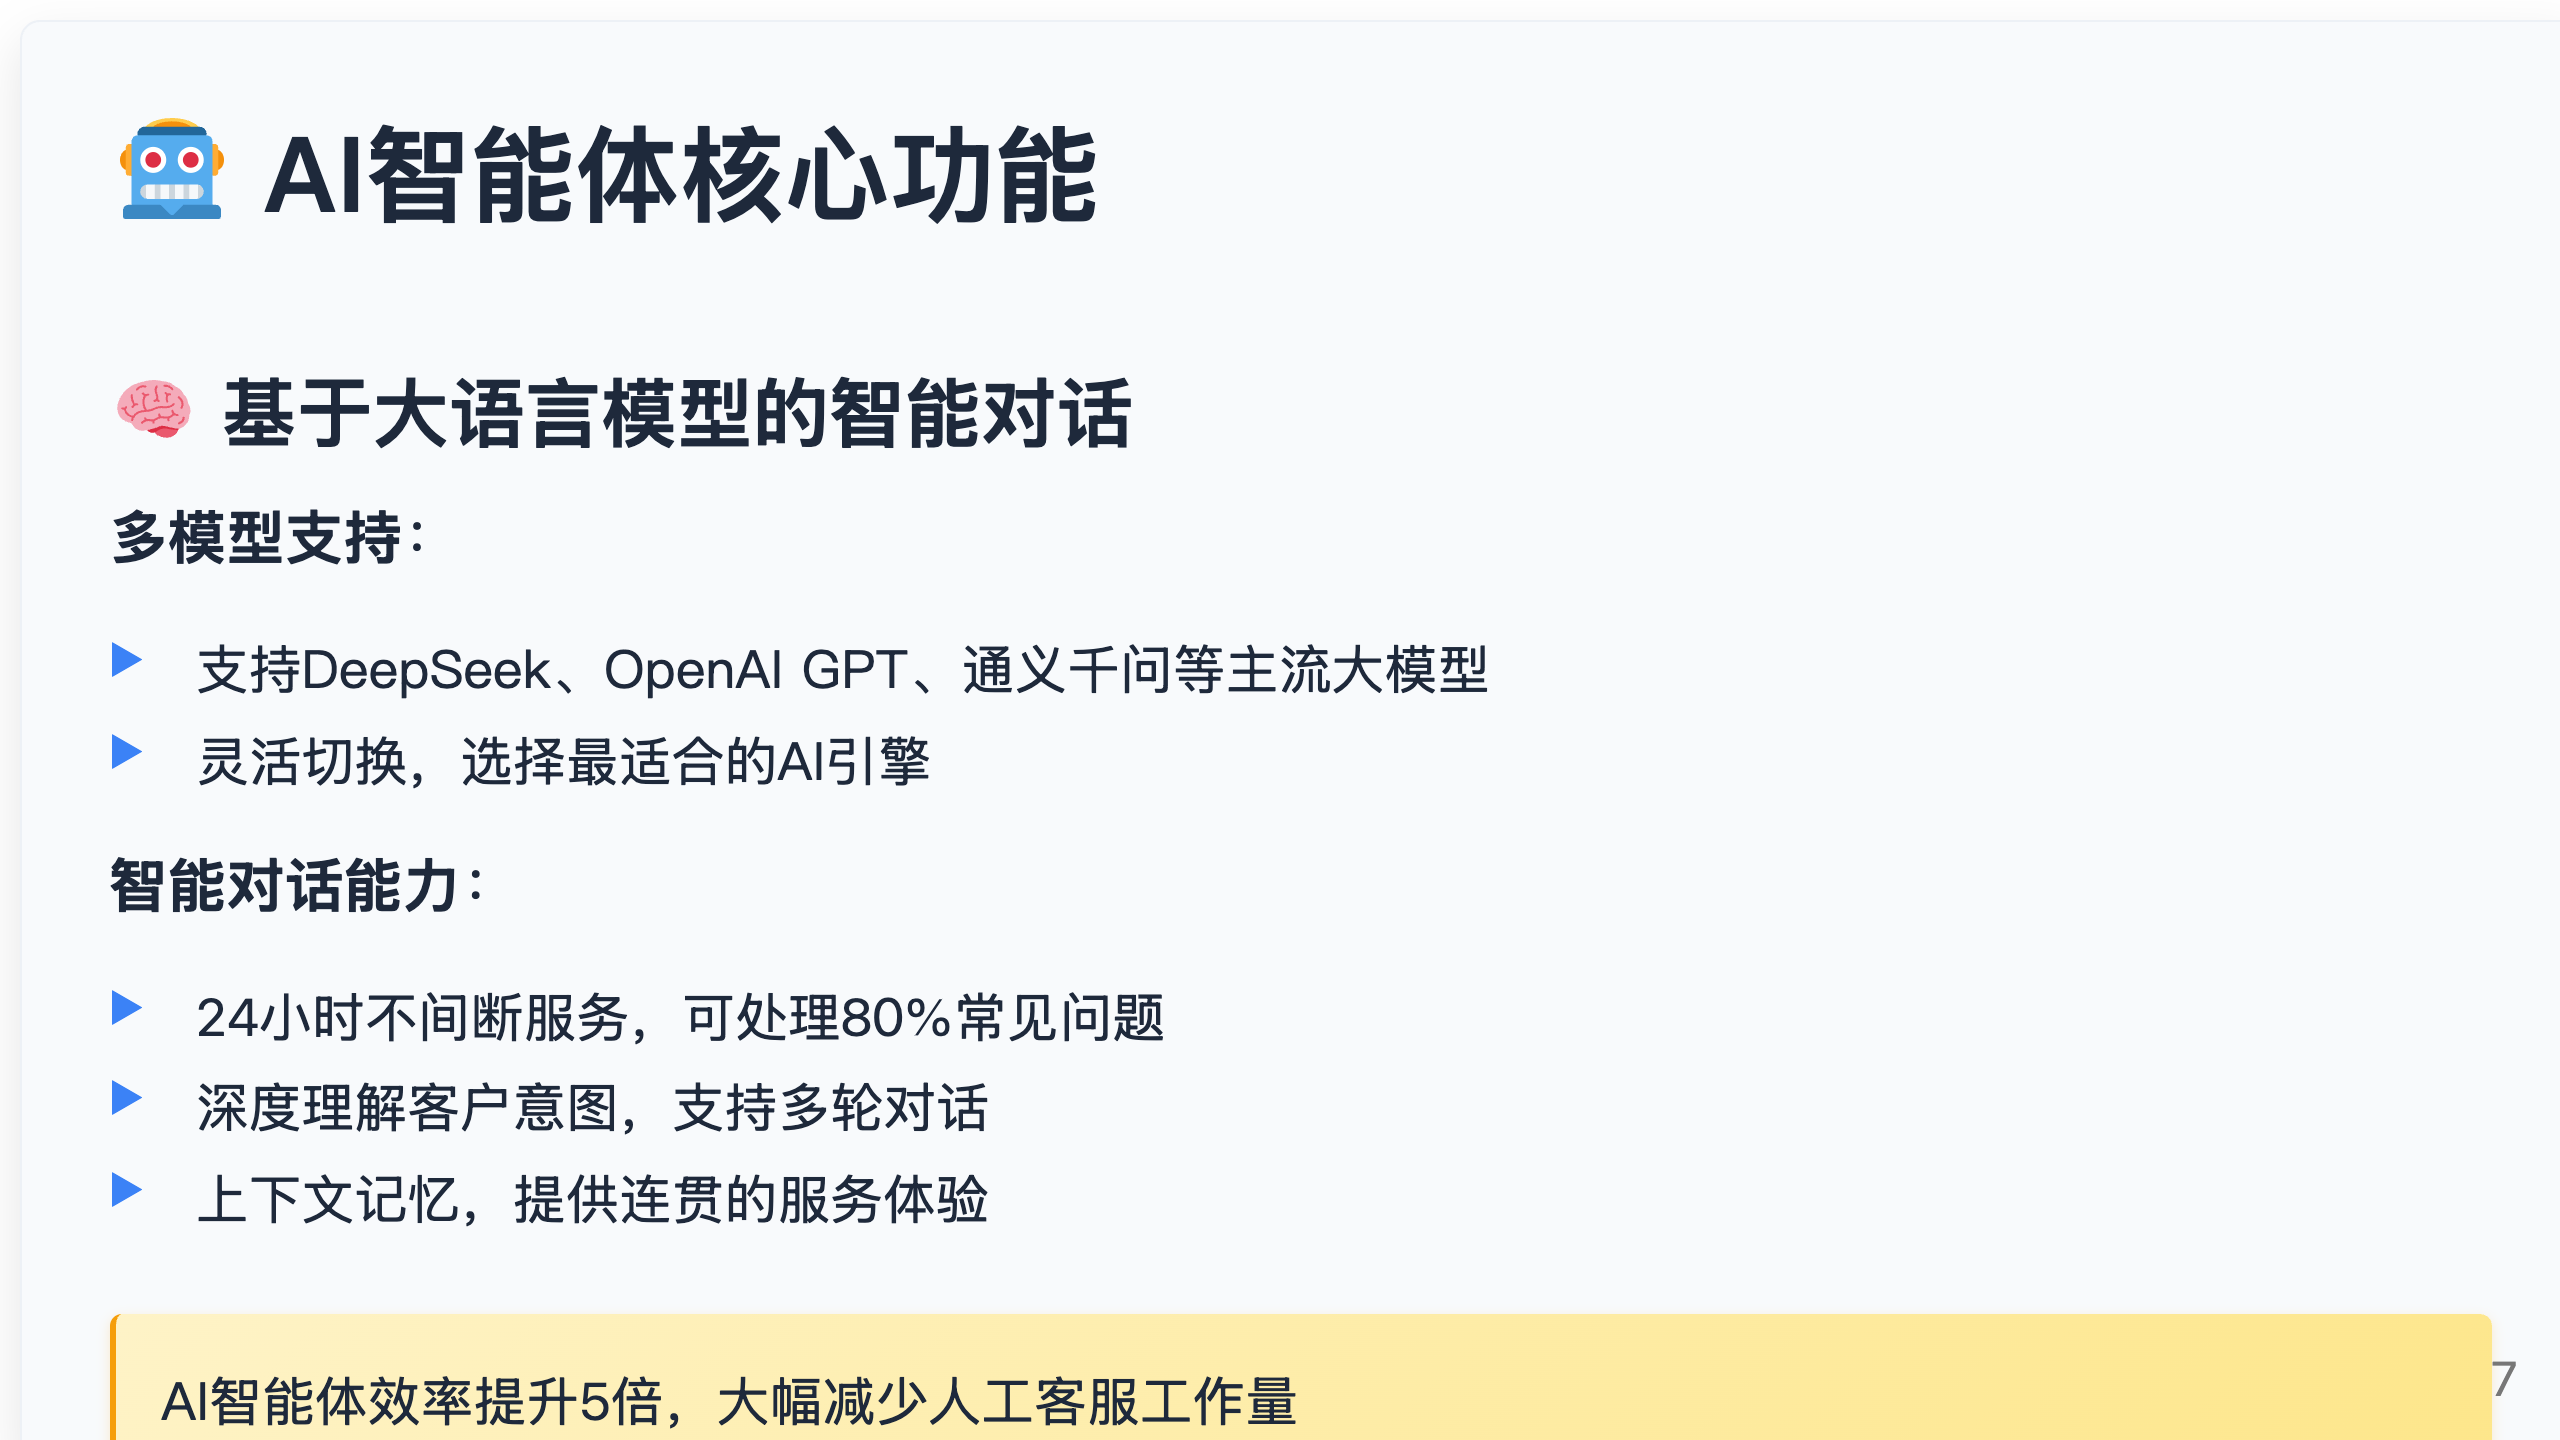 AI智能体核心功能
基于大语言模型的智能对话
多模型支持：
支持DeepSeek、OpenAI GPT、通义千问等主流大模型
灵活切换，选择最适合的AI引擎
智能对话能力：
24小时不间断服务，可处理80%常见问题
深度理解客户意图，支持多轮对话
上下文记忆，提供连贯的服务体验
AI智能体效率提升5倍，大幅减少人工客服工作量
7